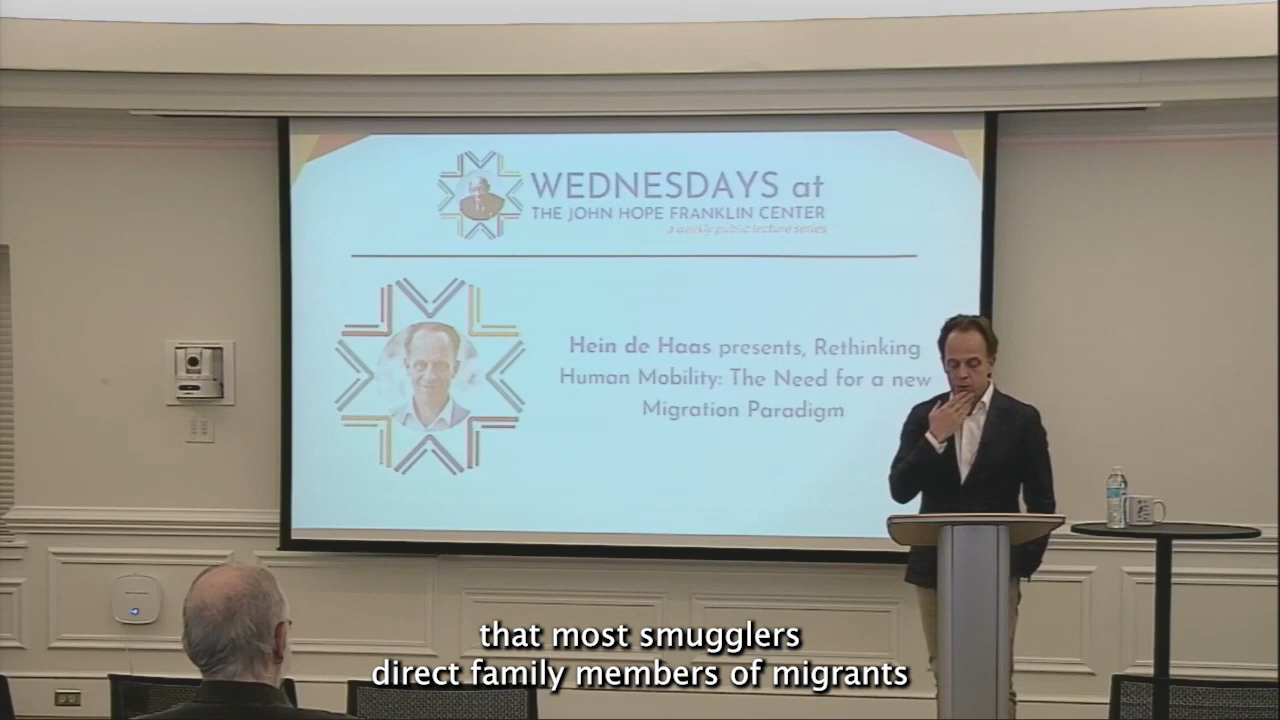 WEDNESDAYS at
THE JOHN HOPE FRANKLIN CENTER
a weekly public lecture series
Hein de Haas presents, Rethinking
Human Mobility: The Need for a new
Migration Paradigm
that most smugglers
direct family members of migrants